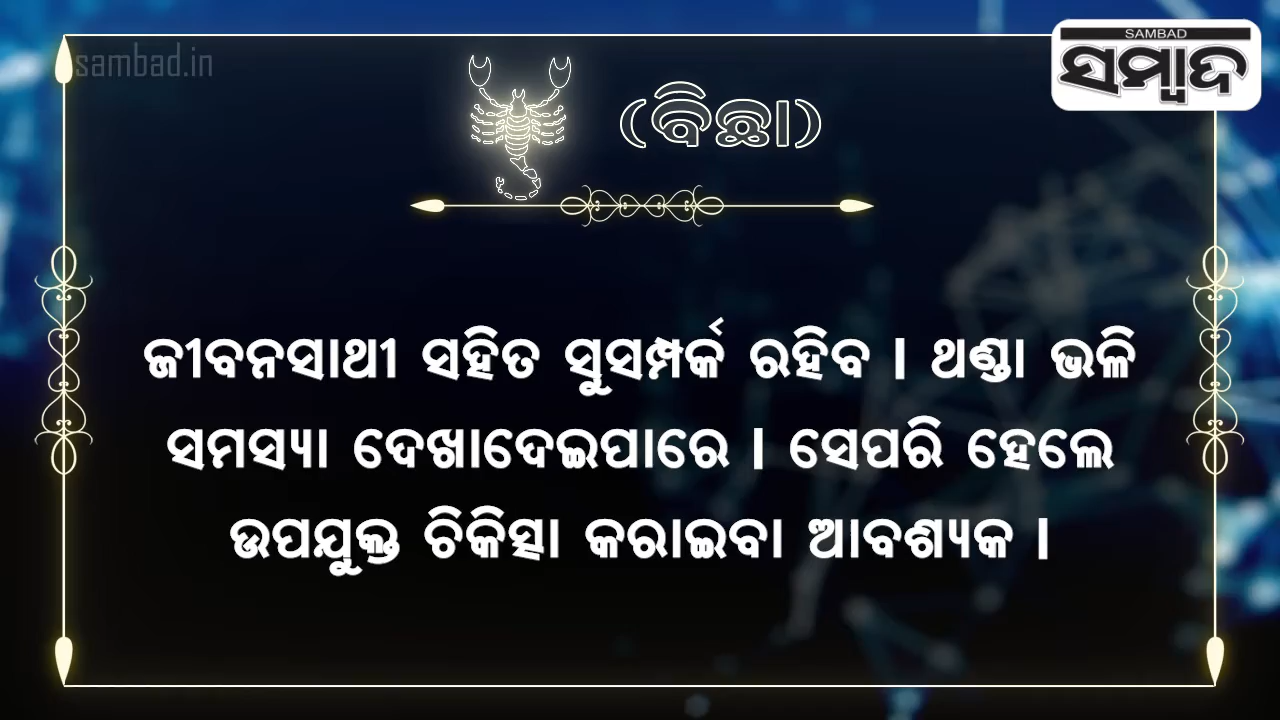 sambad.in
SAMBAD
ସମ୍ବାଦ
(ବିଛା)
ଜୀବନସାଥୀ ସହିତ ସୁସମ୍ପର୍କ ରହିବ । ଥଣ୍ଡା ଭଳି
ସମସ୍ୟା ଦେଖାଦେଇପାରେ । ସେପରି ହେଲେ
ଉପଯୁକ୍ତ ଚିକିତ୍ସା କରାଇବା ଆବଶ୍ୟକ ।